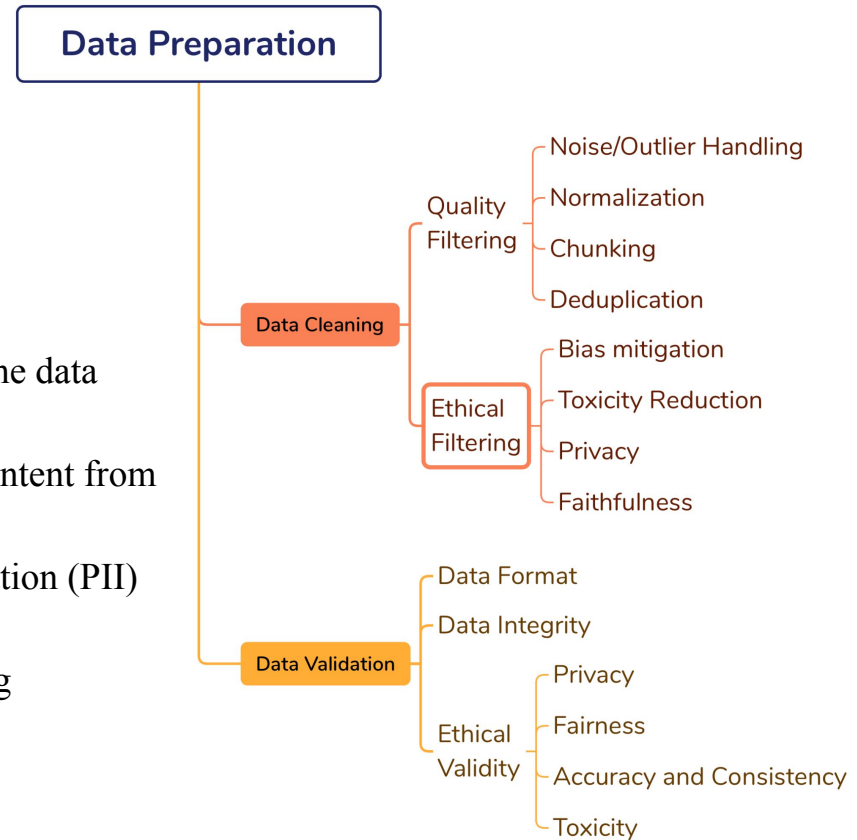 Data Preparation
Noise/Outlier Handling
Quality
Filtering
Normalization
Chunking
Deduplication
Data Cleaning
Bias mitigation
Ethical
Filtering
Toxicity Reduction
Privacy
Faithfulness
data
ntent from
tion (PII)
g
Data Format
Data Integrity
Data Validation
Ethical
Validity
Privacy
Fairness
Accuracy and Consistency
Toxicity